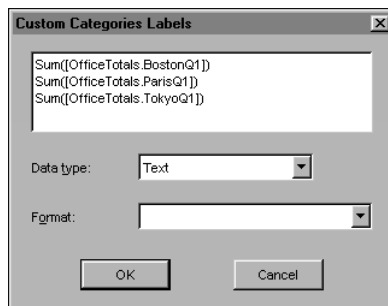 Custom Categories Labels
Sum([OfficeTotals.BostonQ1])
Sum([OfficeTotals.ParisQ1])
Sum([OfficeTotals.TokyoQ1])
Data type: Text
Format:
OK Cancel